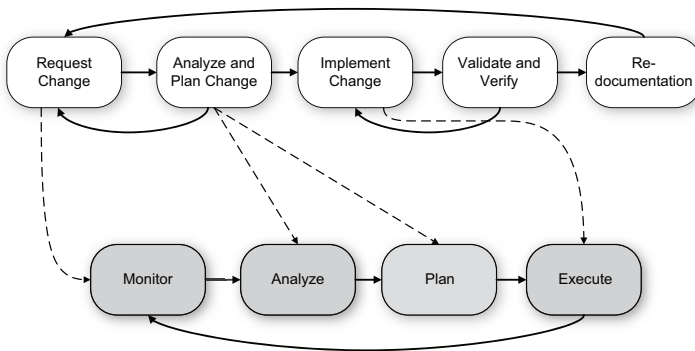 Request
Change
Analyze and
Plan Change
Implement
Change
Validate and
Verify
Re-
documentation
Monitor
Analyze
Plan
Execute